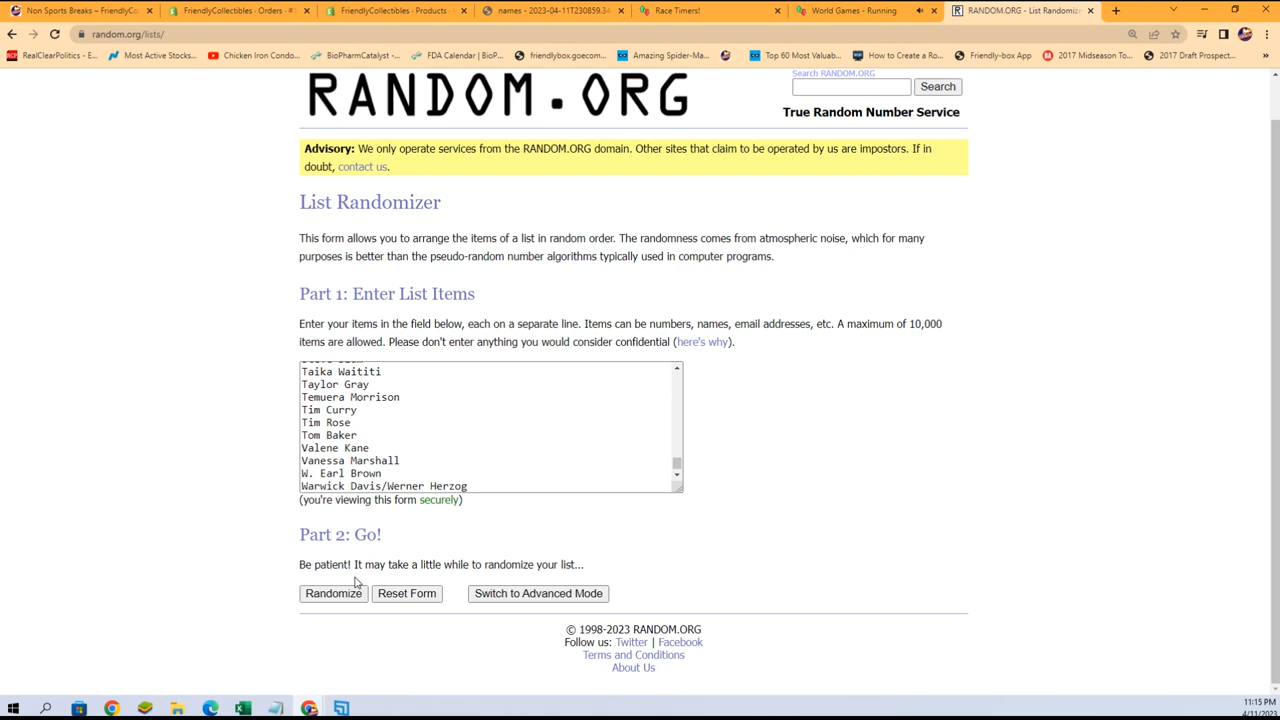 Non Sports Breaks – FriendlyCo
FriendlyCollectibles - Orders - #1
FriendlyCollectibles - Products -
names - 2023-04-11T230859.34
Race Timers!
World Games - Running
RANDOM.ORG - List Randomize
random.org/lists/
RealClearPolitics - E...
Most Active Stocks...
Chicken Iron Condo...
BioPharmCatalyst -...
FDA Calendar | BioP...
friendlybox.goecom...
Amazing Spider-Ma...
Top 60 Most Valuab...
How to Create a Ro...
Friendly-box App
2017 Midseason To...
2017 Draft Prospect...
RANDOM.ORG
Search RANDOM.ORG
Search
True Random Number Service
Advisory: We only operate services from the RANDOM.ORG domain. Other sites that claim to be operated by us are impostors. If in
doubt, contact us.
List Randomizer
This form allows you to arrange the items of a list in random order. The randomness comes from atmospheric noise, which for many
purposes is better than the pseudo-random number algorithms typically used in computer programs.
Part 1: Enter List Items
Enter your items in the field below, each on a separate line. Items can be numbers, names, email addresses, etc. A maximum of 10,000
items are allowed. Please don't enter anything you would consider confidential (here's why).
Taika Waititi
Taylor Gray
Temuera Morrison
Tim Curry
Tim Rose
Tom Baker
Valene Kane
Vanessa Marshall
W. Earl Brown
Warwick Davis/Werner Herzog
(you're viewing this form securely)
Part 2: Go!
Be patient! It may take a little while to randomize your list...
Randomize
Reset Form
Switch to Advanced Mode
© 1998-2023 RANDOM.ORG
Follow us: Twitter | Facebook
Terms and Conditions
About Us
11:15 PM
4/11/2023